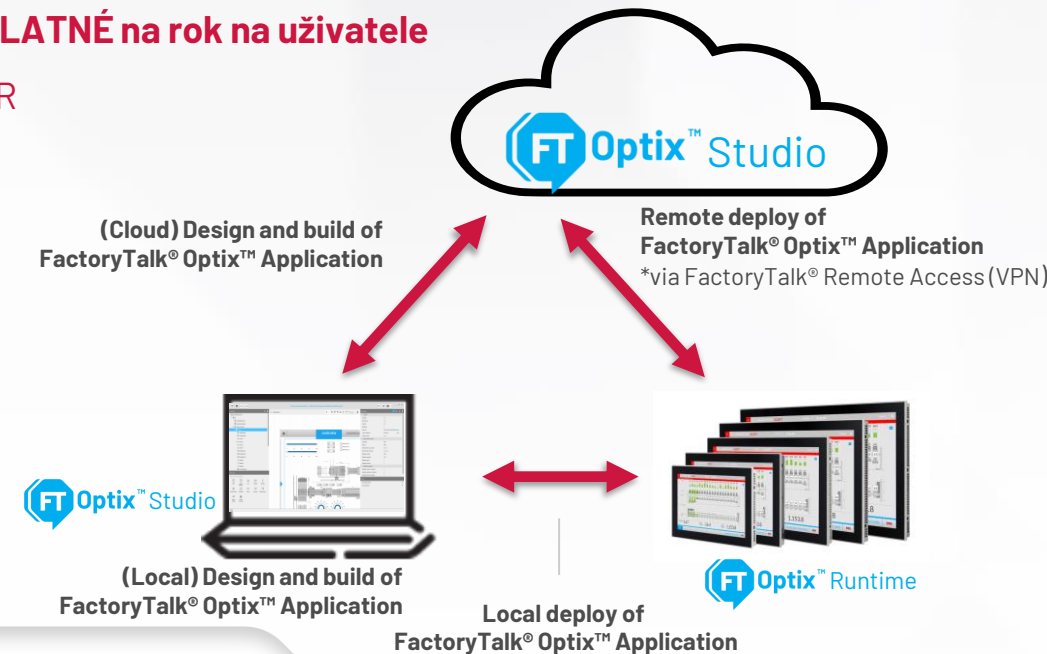 LATNÉ na rok na uživatele
R
FT Optix™ Studio
(Cloud) Design and build of
FactoryTalk® Optix™ Application
Remote deploy of
FactoryTalk® Optix™ Application
*via FactoryTalk® Remote Access (VPN)
FT Optix™ Studio
(Local) Design and build of
FactoryTalk® Optix™ Application
FT Optix™ Runtime
Local deploy of
FactoryTalk® Optix™ Application